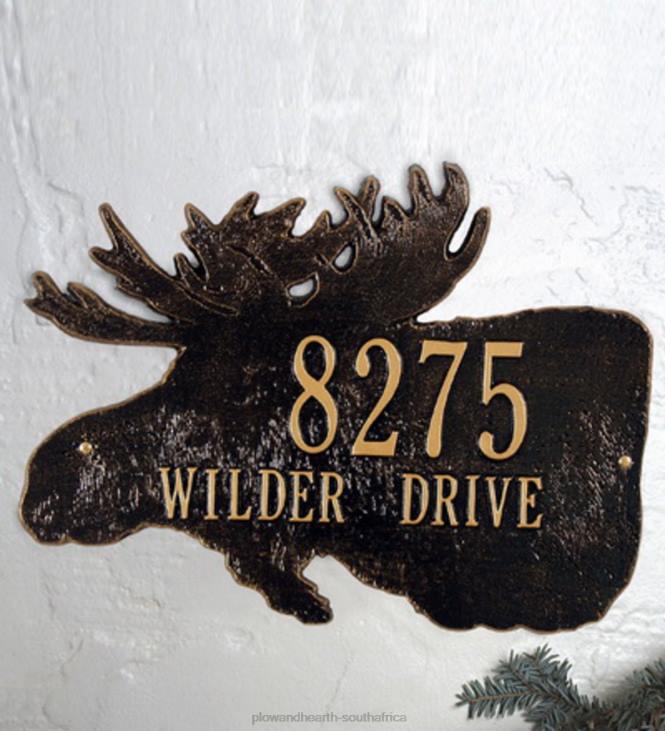 8275
WILDER DRIVE
plowandhearth-southafrica